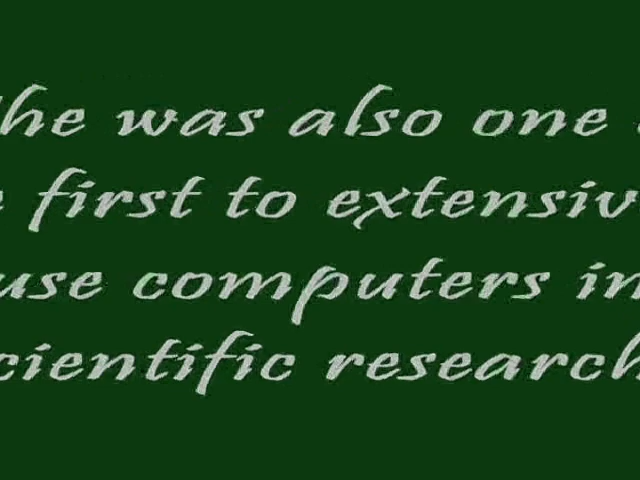 he was also one
first to extensiv
use computers in
cientific research